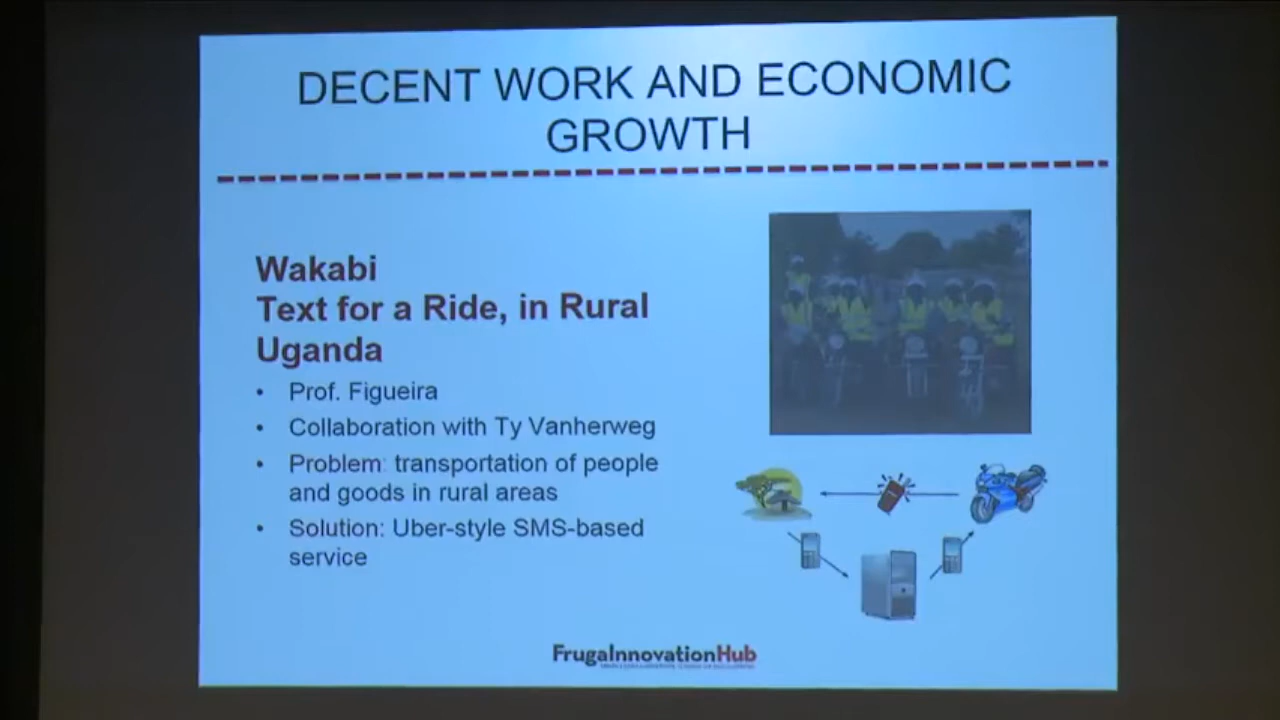 DECENT WORK AND ECONOMIC
GROWTH
Wakabi
Text for a Ride, in Rural
Uganda
• Prof. Figueira
• Collaboration with Ty Vanherweg
• Problem: transportation of people
and goods in rural areas
• Solution: Uber-style SMS-based
service
FrugalInnovationHub